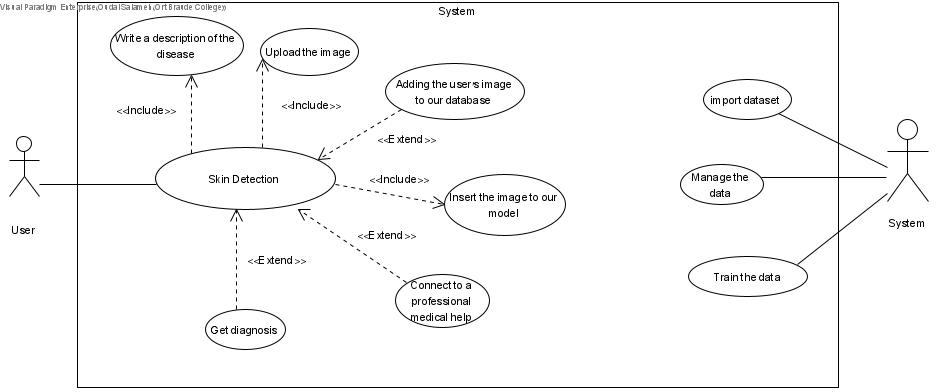 Visual Paradigm Enterprise(Oudai Salameh(Ort Braude College))
System
Write a description of the
disease
Upload the image
<<Include>>
<<Include>>
Adding the user's image
to our database
<<Extend>>
import dataset
Skin Detection
<<Include>>
Manage the
data
Insert the image to our
model
User
System
<<Extend>>
<<Extend>>
Train the data
Connect to a
professional
medical help
Get diagnosis